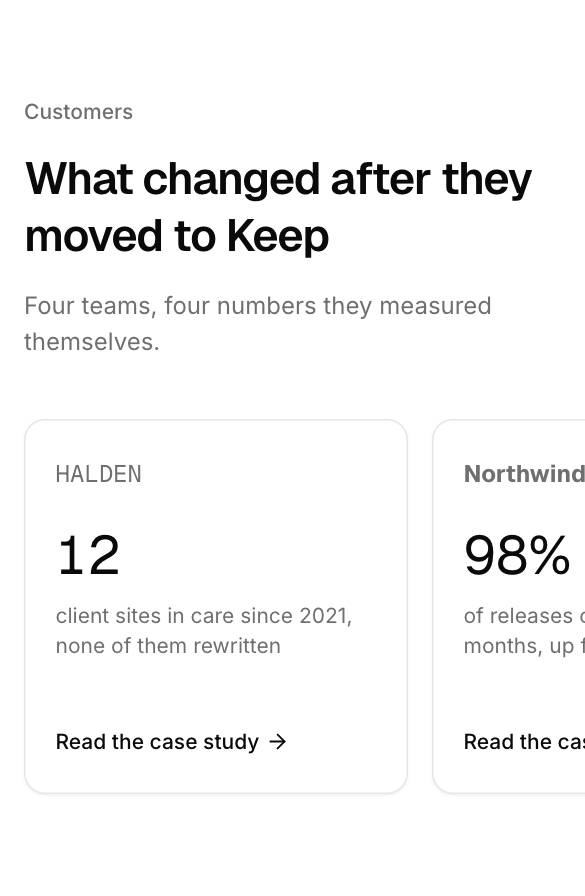 Customers
What changed after they
moved to Keep
Four teams, four numbers they measured
themselves.
HALDEN
12
client sites in care since 2021,
none of them rewritten
Read the case study →
Northwind
98%
of releases
months, up
Read the